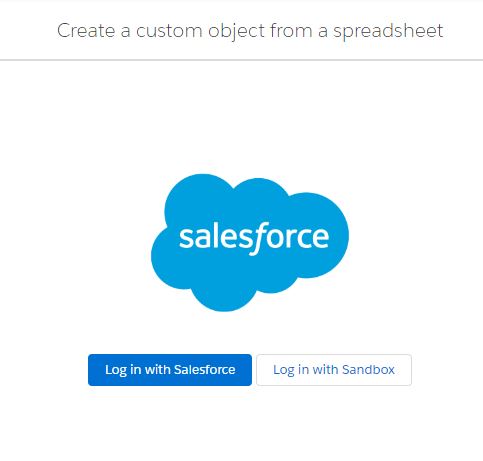 Create a custom object from a spreadsheet
salesforce
Log in with Salesforce Log in with Sandbox